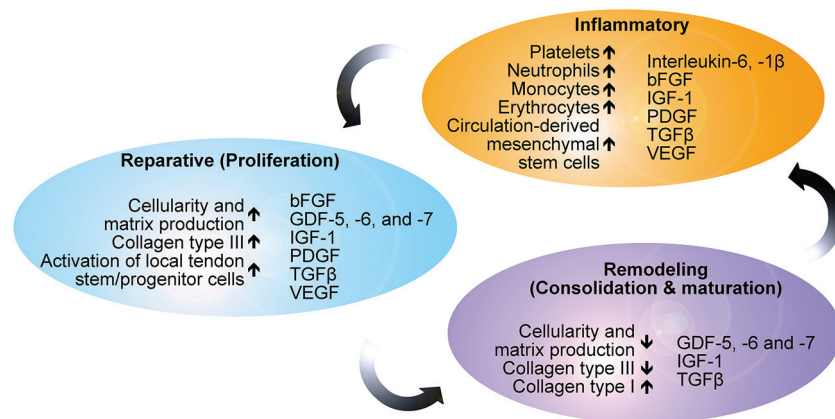 Inflammatory
Platelets ↑
Neutrophils ↑
Monocytes ↑
Erythrocytes ↑
Circulation-derived
mesenchymal ↑
stem cells
Interleukin-6, -1β
bFGF
IGF-1
PDGF
TGFβ
VEGF
Reparative (Proliferation)
Cellularity and
matrix production ↑
Collagen type III ↑
Activation of local tendon
stem/progenitor cells ↑
bFGF
GDF-5, -6, and -7
IGF-1
PDGF
TGFβ
VEGF
Remodeling
(Consolidation & maturation)
Cellularity and
matrix production ↓
Collagen type III ↓
Collagen type I ↑
GDF-5, -6 and -7
IGF-1
TGFβ